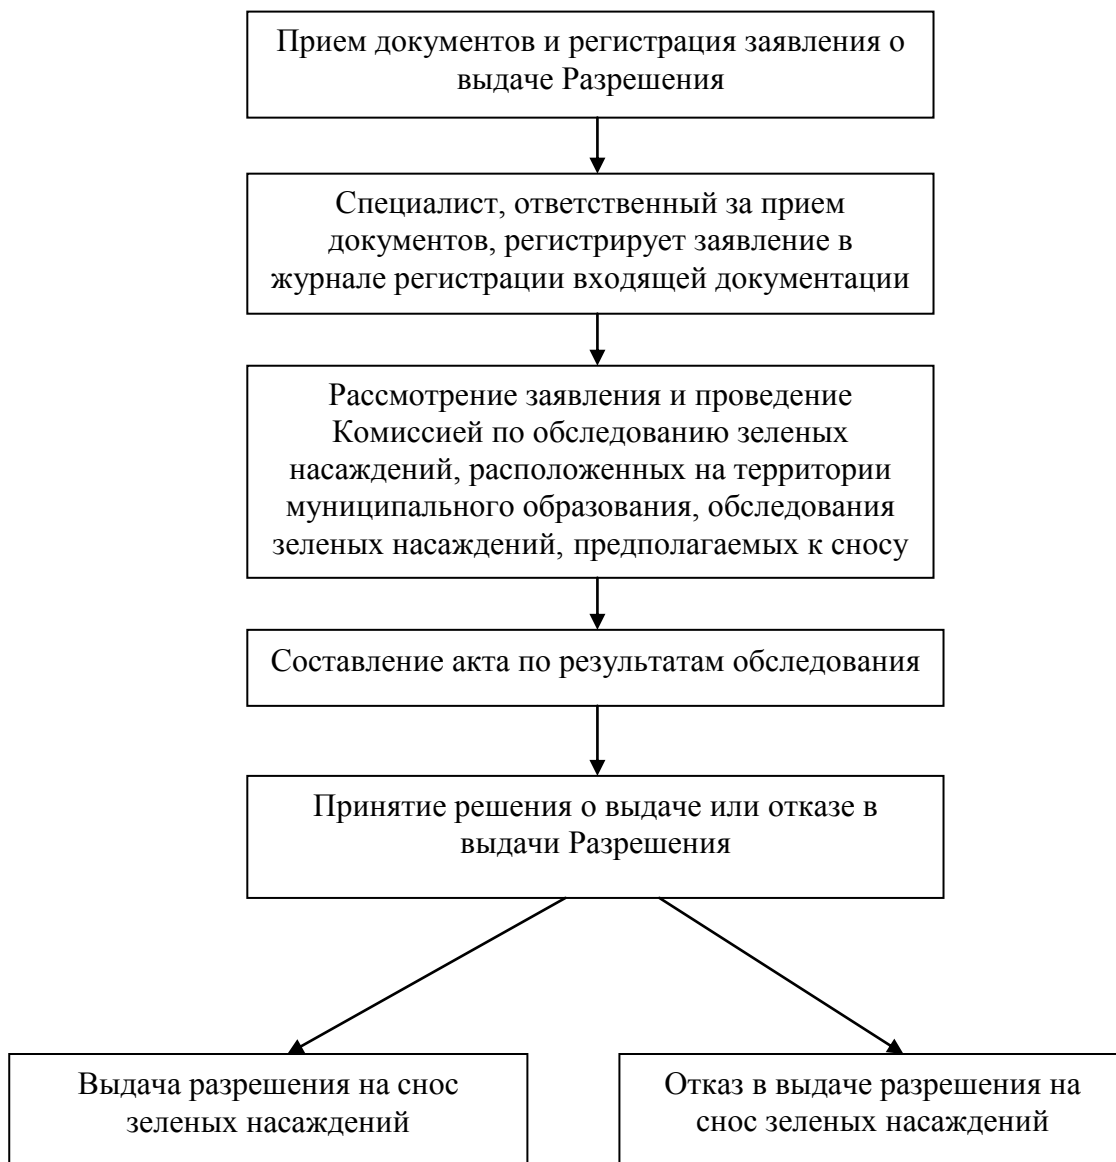 Прием документов и регистрация заявления о
выдаче Разрешения
Специалист, ответственный за прием
документов, регистрирует заявление в
журнале регистрации входящей документации
Рассмотрение заявления и проведение
Комиссией по обследованию зеленых
насаждений, расположенных на территории
муниципального образования, обследования
зеленых насаждений, предполагаемых к сносу
Составление акта по результатам обследования
Принятие решения о выдаче или отказе в
выдачи Разрешения
Выдача разрешения на снос
зеленых насаждений
Отказ в выдаче разрешения на
снос зеленых насаждений